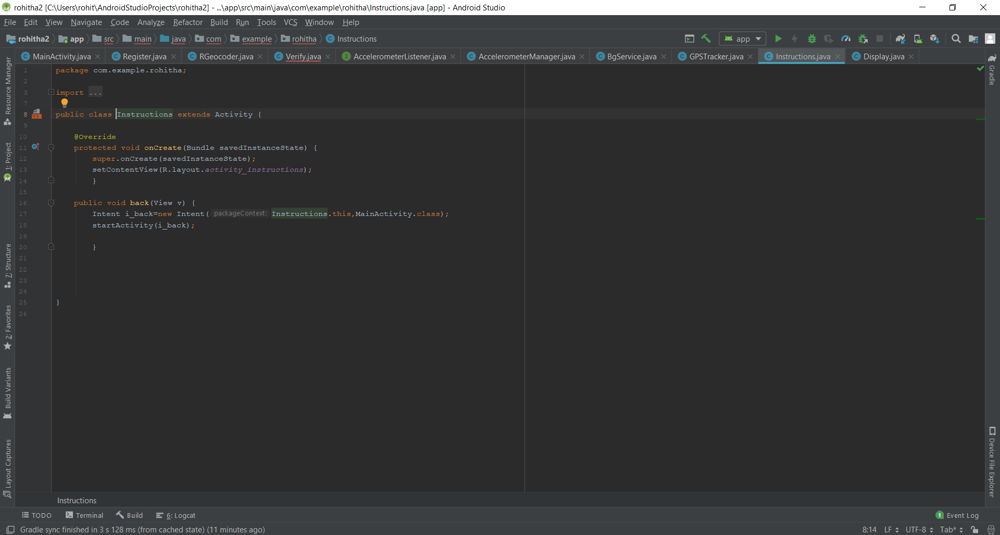 rohitha2 [C:\Users\rohit\AndroidStudioProjects\rohitha2] - ...\app\src\main\java\com\example\rohitha\Instructions.java [app] - Android Studio
File Edit View Navigate Code Analyze Refactor Build Run Tools VCS Window Help
rohitha2 app src main java com example rohitha Instructions app
MainActivity.java Register.java RGeocoder.java Verify.java AccelerometerListener.java AccelerometerManager.java BgService.java GPSTracker.java Instructions.java Display.java
1 package com.example.rohitha;
2
3 import ...
7
8 public class Instructions extends Activity {
9
10 @Override
11 protected void onCreate(Bundle savedInstanceState) {
12 super.onCreate(savedInstanceState);
13 setContentView(R.layout.activity_instructions);
14 }
15
16 public void back(View v) {
17 Intent i_back=new Intent( packageContext: Instructions.this,MainActivity.class);
18 startActivity(i_back);
19
20 }
21
22
23
24
25 }
26
Resource Manager
1: Project
7: Structure
2: Favorites
Build Variants
Layout Captures
Gradle
Device File Explorer
Instructions
TODO Terminal Build 6: Logcat 1 Event Log
Gradle sync finished in 3 s 128 ms (from cached state) (11 minutes ago) 8:14 LF UTF-8 Tab*